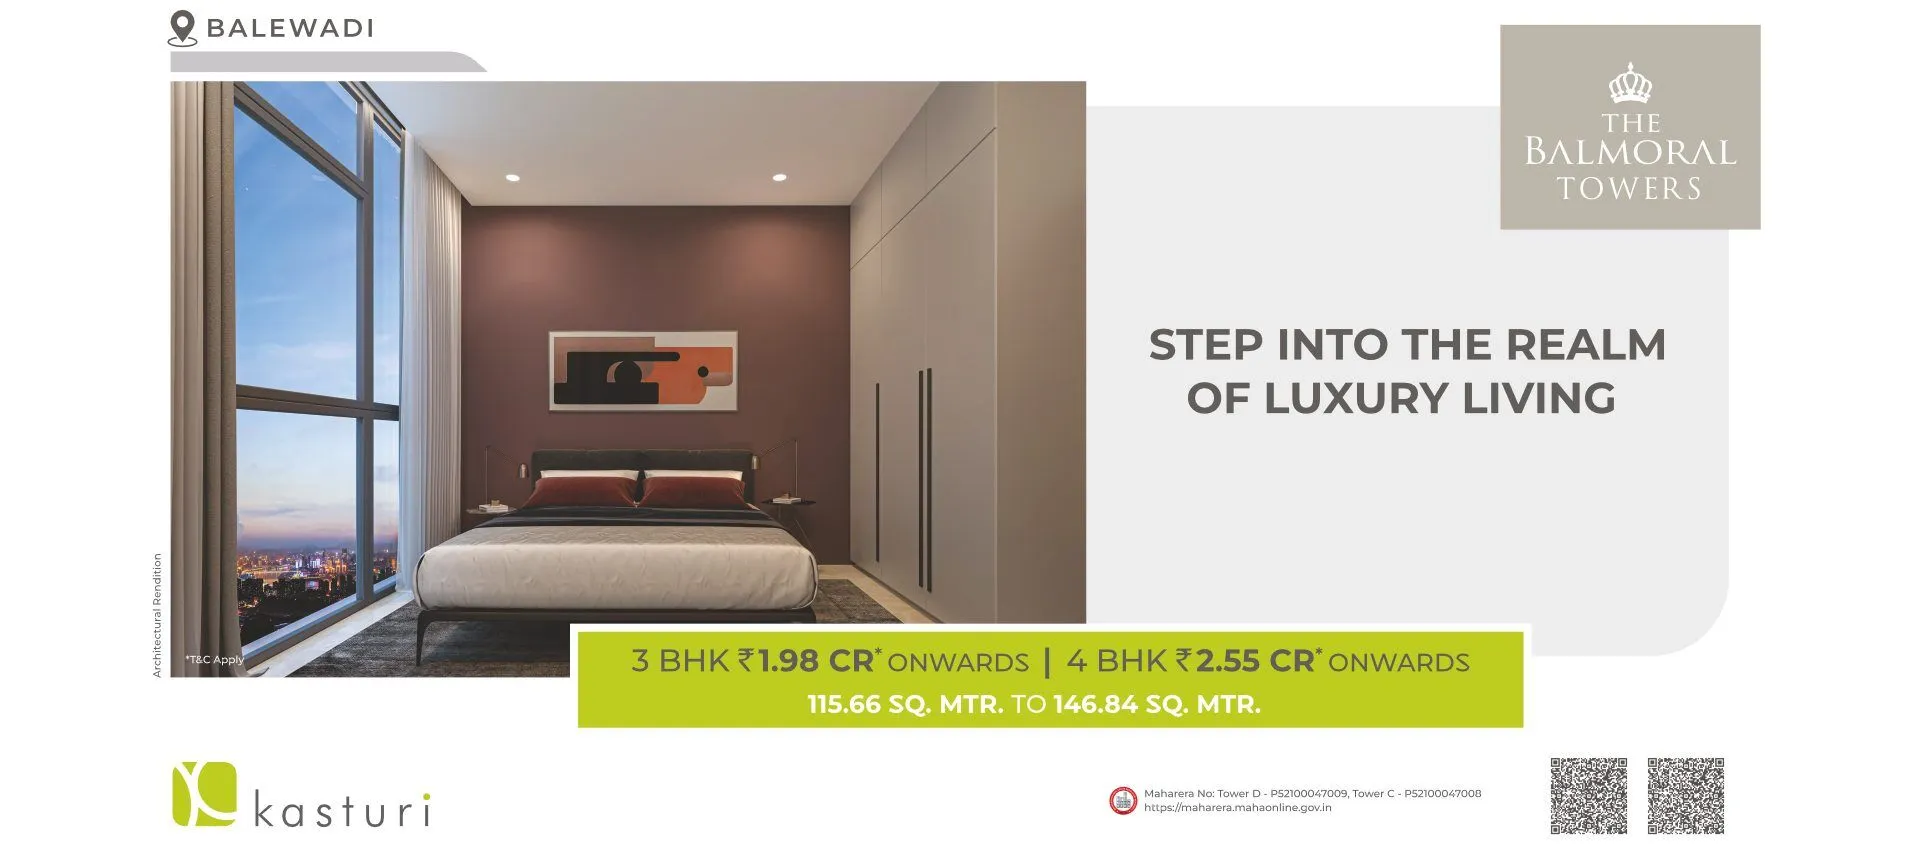 BALEWADI
THE
BALMORAL
TOWERS
STEP INTO THE REALM
OF LUXURY LIVING
Architectural Rendition
*T&C Apply
3 BHK ₹1.98 CR* ONWARDS | 4 BHK ₹2.55 CR* ONWARDS
115.66 SQ. MTR. TO 146.84 SQ. MTR.
kasturi
Maharera No: Tower D - P52100047009, Tower C - P52100047008
https://maharera.mahaonline.gov.in